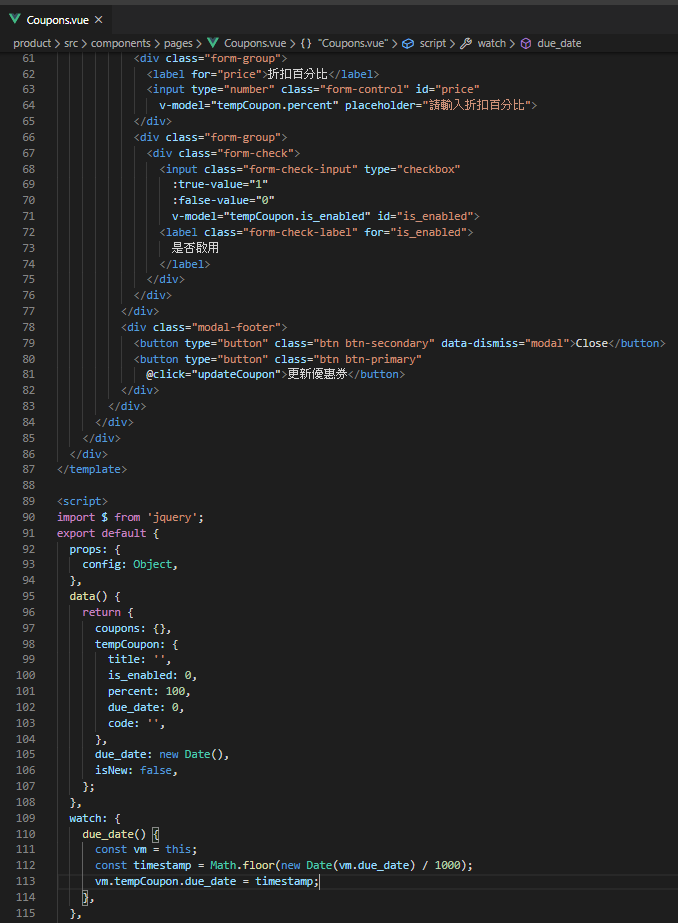 Coupons.vue ×
product > src > components > pages > Coupons.vue > {} "Coupons.vue" > script > watch > due_date
61 <div class="form-group">
62 <label for="price">折扣百分比</label>
63 <input type="number" class="form-control" id="price"
64 v-model="tempCoupon.percent" placeholder="請輸入折扣百分比">
65 </div>
66 <div class="form-group">
67 <div class="form-check">
68 <input class="form-check-input" type="checkbox"
69 :true-value="1"
70 :false-value="0"
71 v-model="tempCoupon.is_enabled" id="is_enabled">
72 <label class="form-check-label" for="is_enabled">
73 是否啟用
74 </label>
75 </div>
76 </div>
77 </div>
78 <div class="modal-footer">
79 <button type="button" class="btn btn-secondary" data-dismiss="modal">Close</button>
80 <button type="button" class="btn btn-primary"
81 @click="updateCoupon">更新優惠券</button>
82 </div>
83 </div>
84 </div>
85 </div>
86 </div>
87 </template>
88
89 <script>
90 import $ from 'jquery';
91 export default {
92 props: {
93 config: Object,
94 },
95 data() {
96 return {
97 coupons: {},
98 tempCoupon: {
99 title: '',
100 is_enabled: 0,
101 percent: 100,
102 due_date: 0,
103 code: '',
104 },
105 due_date: new Date(),
106 isNew: false,
107 };
108 },
109 watch: {
110 due_date() {
111 const vm = this;
112 const timestamp = Math.floor(new Date(vm.due_date) / 1000);
113 vm.tempCoupon.due_date = timestamp;
114 },
115 },